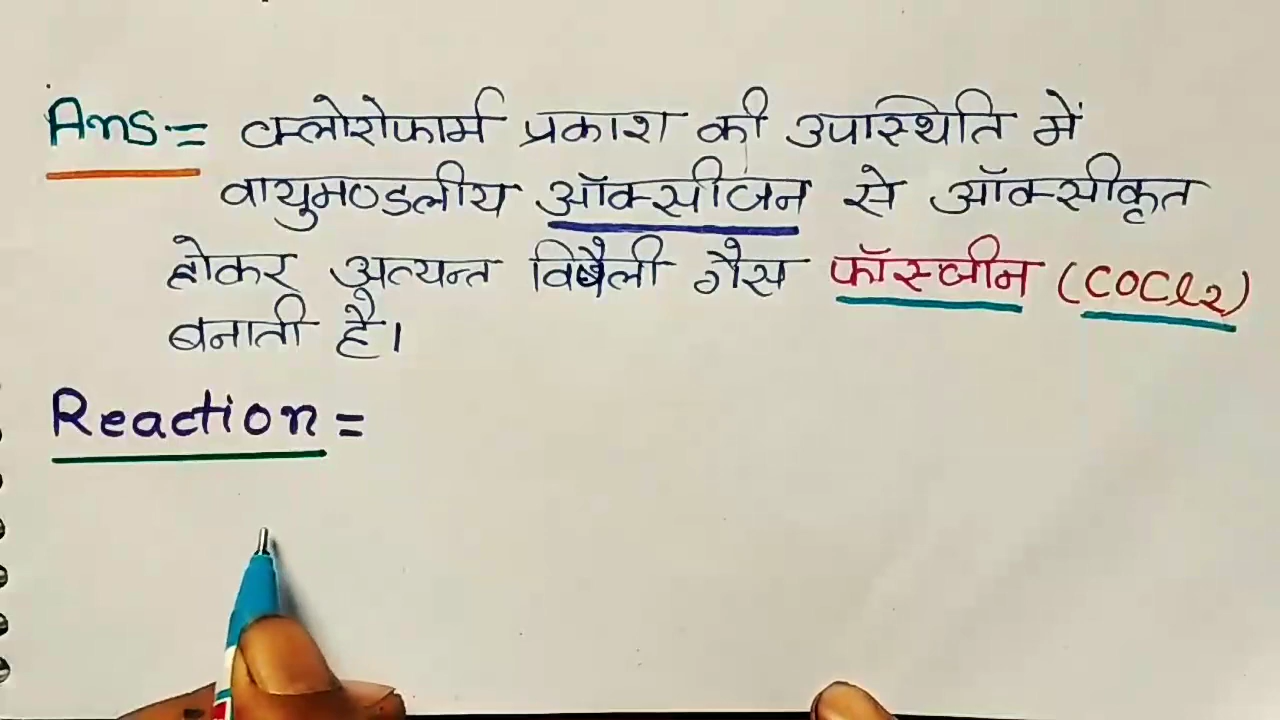 Ans:= क्लोरोफार्म प्रकाश की उपस्थिति में
वायुमण्डलीय ऑक्सीजन से ऑक्सीकृत
होकर अत्यन्त विषैली गैस फॉस्जीन (COCl2)
बनाती है।
Reaction =